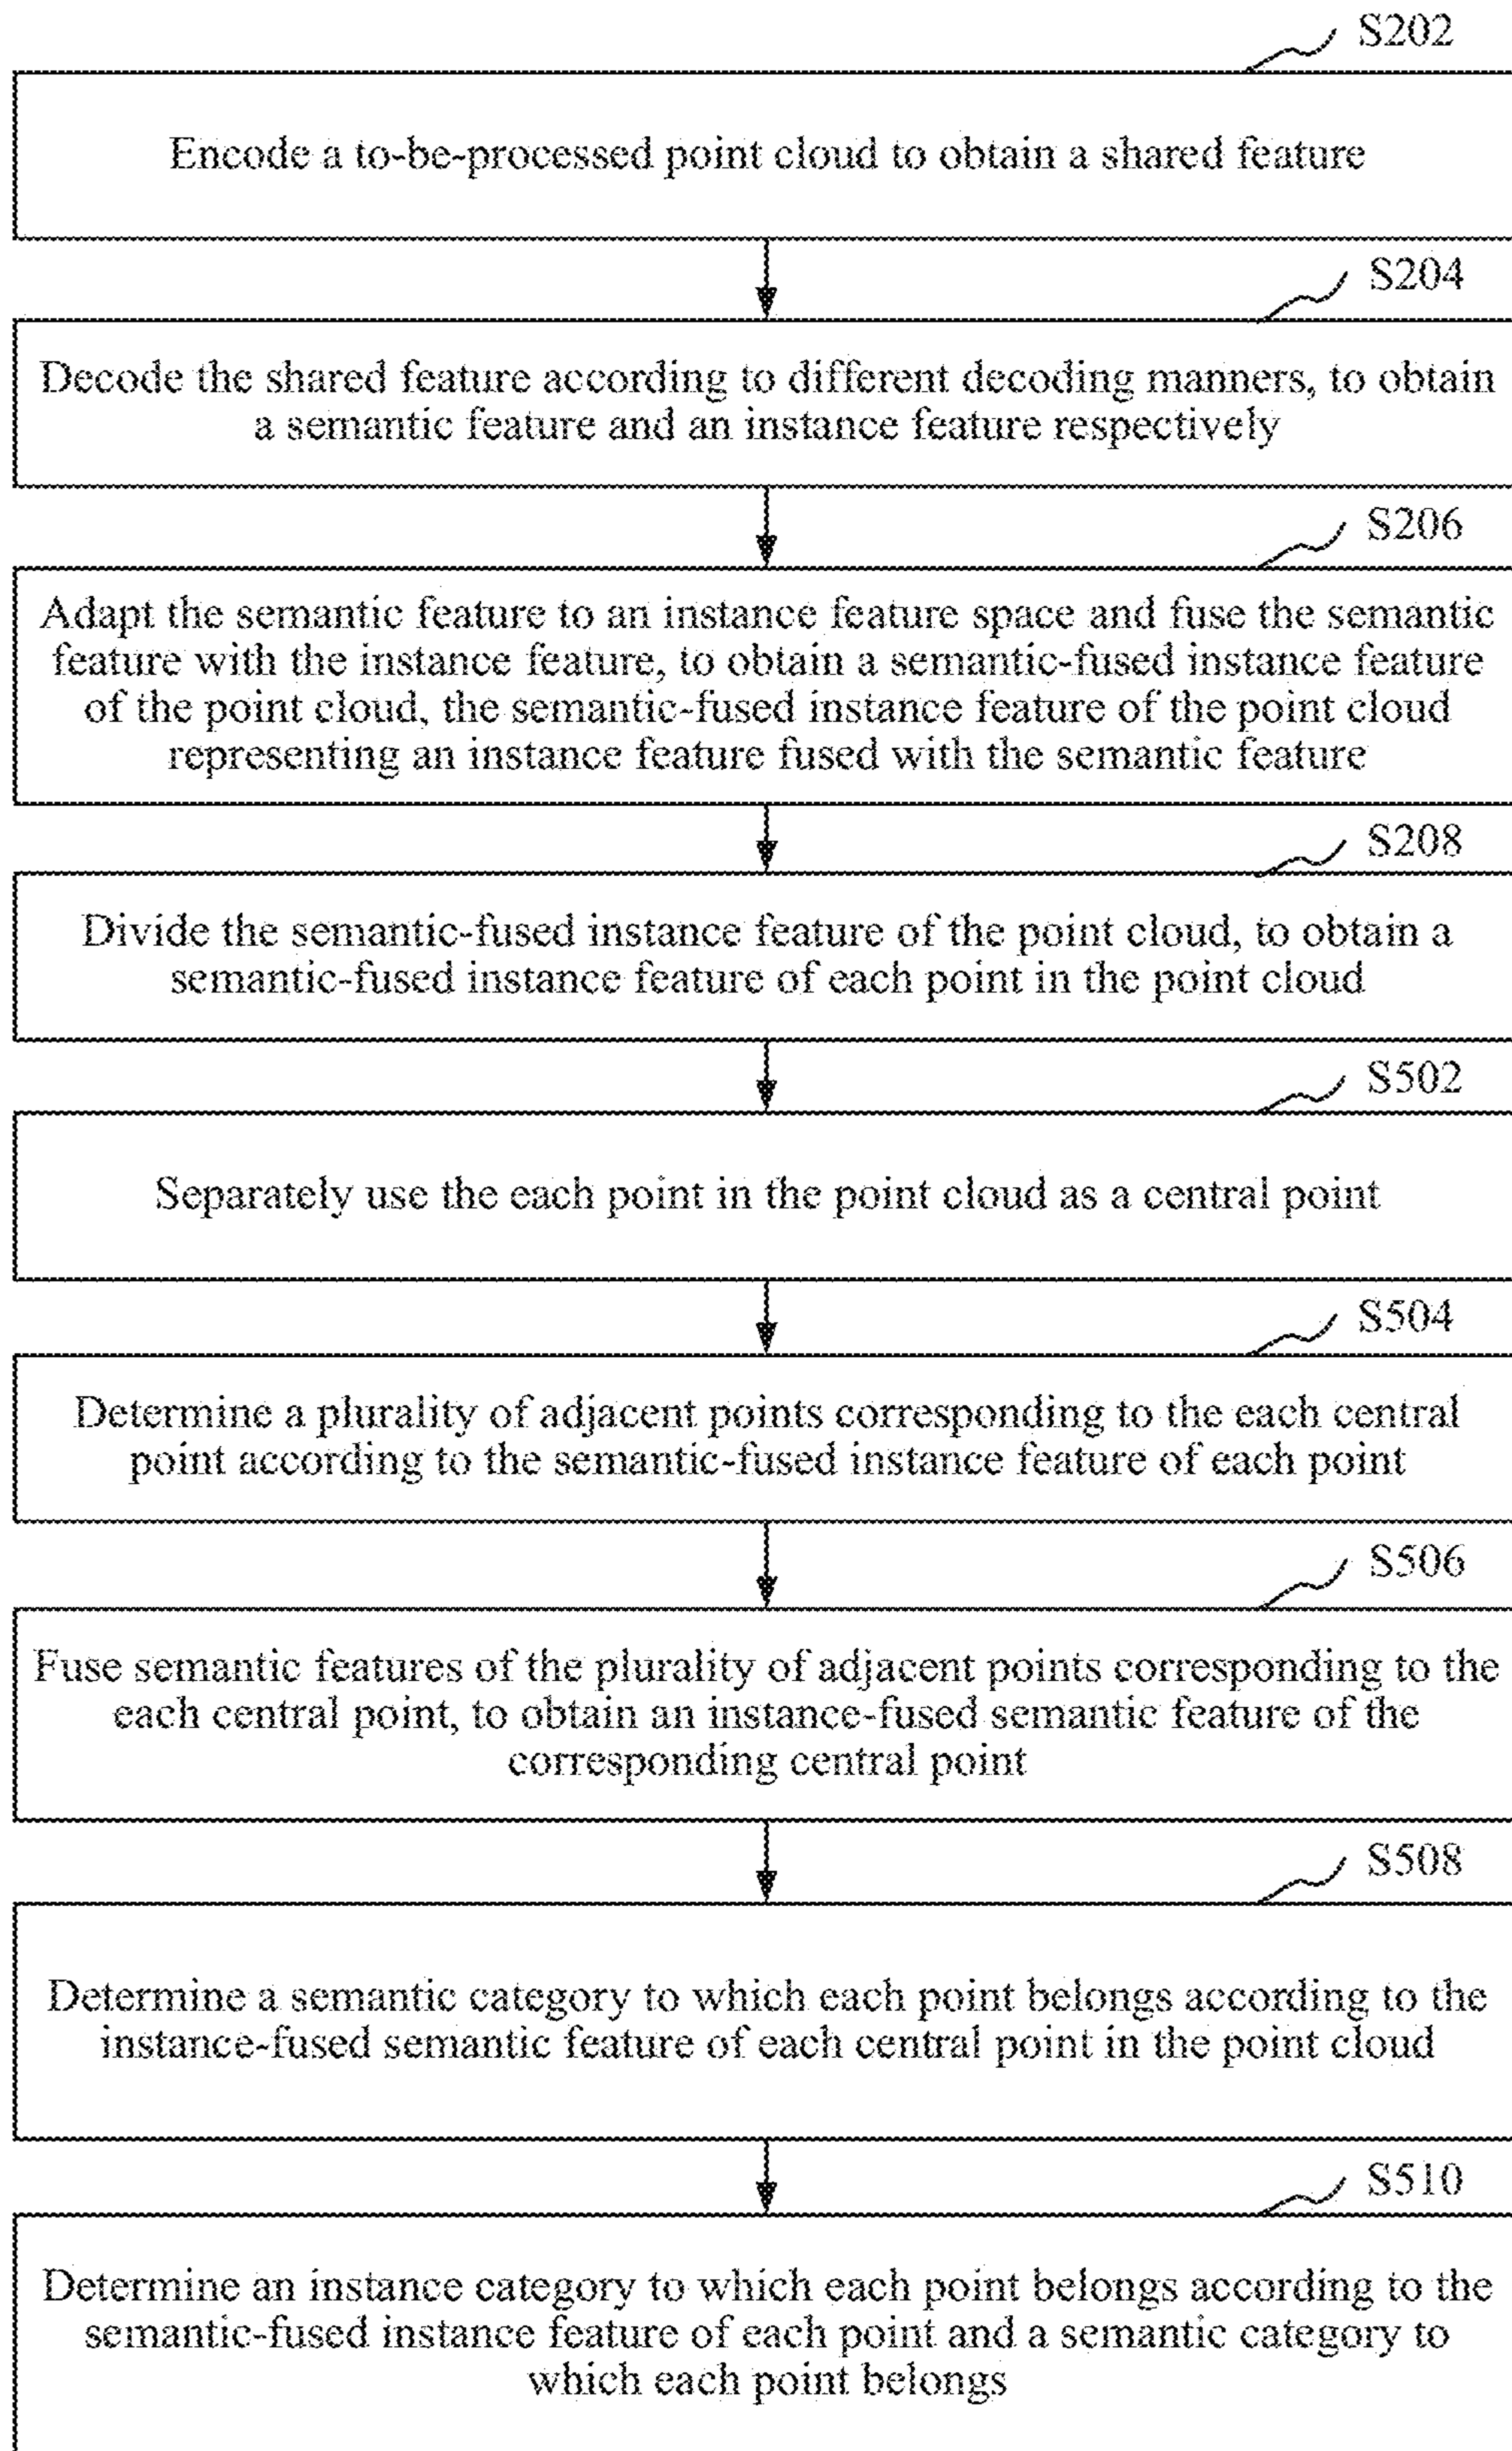 S202
Encode a to-be-processed point cloud to obtain a shared feature
S204
Decode the shared feature according to different decoding manners, to obtain
a semantic feature and an instance feature respectively
S206
Adapt the semantic feature to an instance feature space and fuse the semantic
feature with the instance feature, to obtain a semantic-fused instance feature
of the point cloud, the semantic-fused instance feature of the point cloud
representing an instance feature fused with the semantic feature
S208
Divide the semantic-fused instance feature of the point cloud, to obtain a
semantic-fused instance feature of each point in the point cloud
S502
Separately use the each point in the point cloud as a central point
S504
Determine a plurality of adjacent points corresponding to the each central
point according to the semantic-fused instance feature of each point
S506
Fuse semantic features of the plurality of adjacent points corresponding to the
each central point, to obtain an instance-fused semantic feature of the
corresponding central point
S508
Determine a semantic category to which each point belongs according to the
instance-fused semantic feature of each central point in the point cloud
S510
Determine an instance category to which each point belongs according to the
semantic-fused instance feature of each point and a semantic category to
which each point belongs